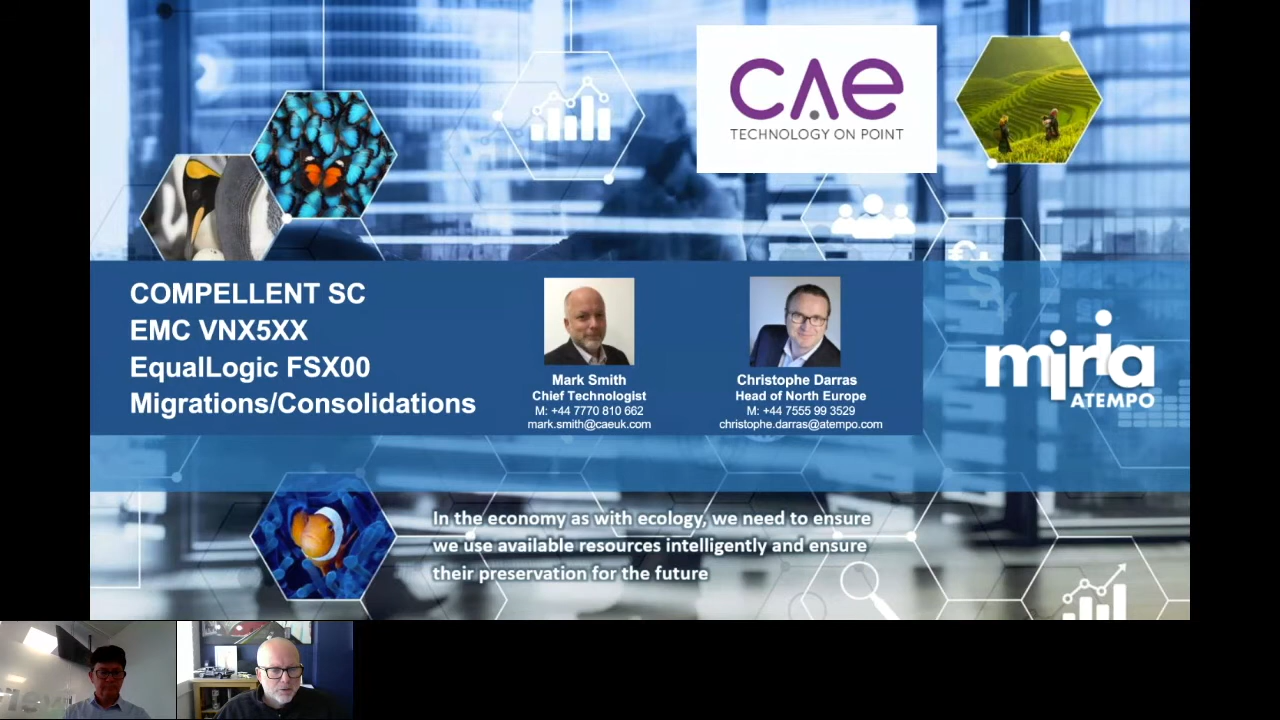 cAe
TECHNOLOGY ON POINT
COMPELLENT SC
EMC VNX5XX
EqualLogic FSX00
Migrations/Consolidations
Mark Smith
Chief Technologist
M: +44 7770 810 662
mark.smith@caeuk.com
Christophe Darras
Head of North Europe
M: +44 7555 99 3529
christophe.darras@atempo.com
miria
ATEMPO
In the economy as with ecology, we need to ensure
we use available resources intelligently and ensure
their preservation for the future